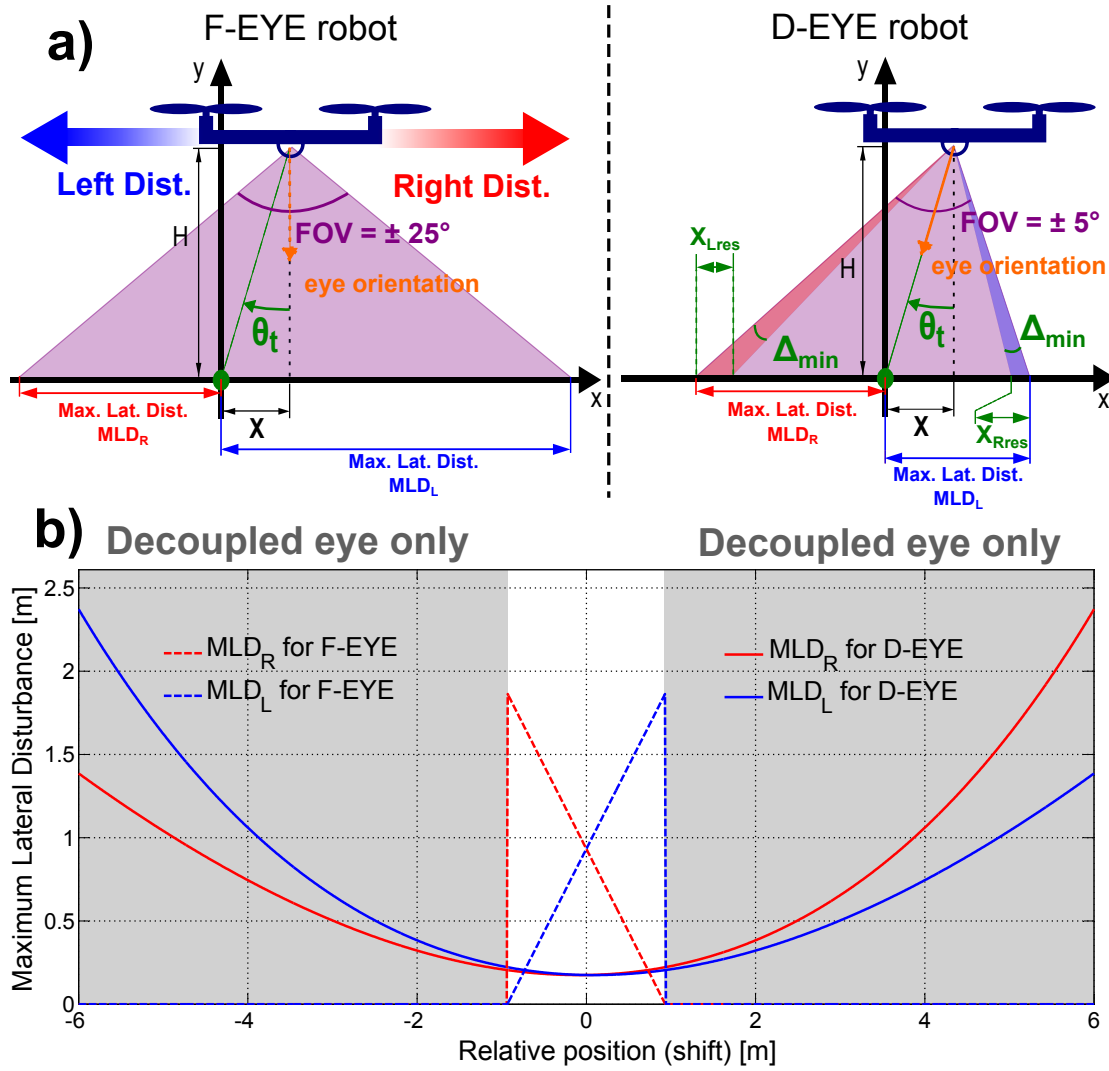 a)
F-EYE robot
D-EYE robot
y
y
Left Dist.
Right Dist.
H
FOV = ± 25°
eye orientation
θt
Max. Lat. Dist.
MLDR
X
x
Max. Lat. Dist.
MLDL
XLres
H
FOV = ± 5°
eye orientation
θt
Δmin
Δmin
Max. Lat. Dist.
MLDR
X
x
XRres
Max. Lat. Dist.
MLDL
b)
Decoupled eye only
Decoupled eye only
Maximum Lateral Disturbance [m]
2.5
2
1.5
1
0.5
0
MLDR for F-EYE
MLDL for F-EYE
MLDR for D-EYE
MLDL for D-EYE
-6
-4
-2
0
2
4
6
Relative position (shift) [m]